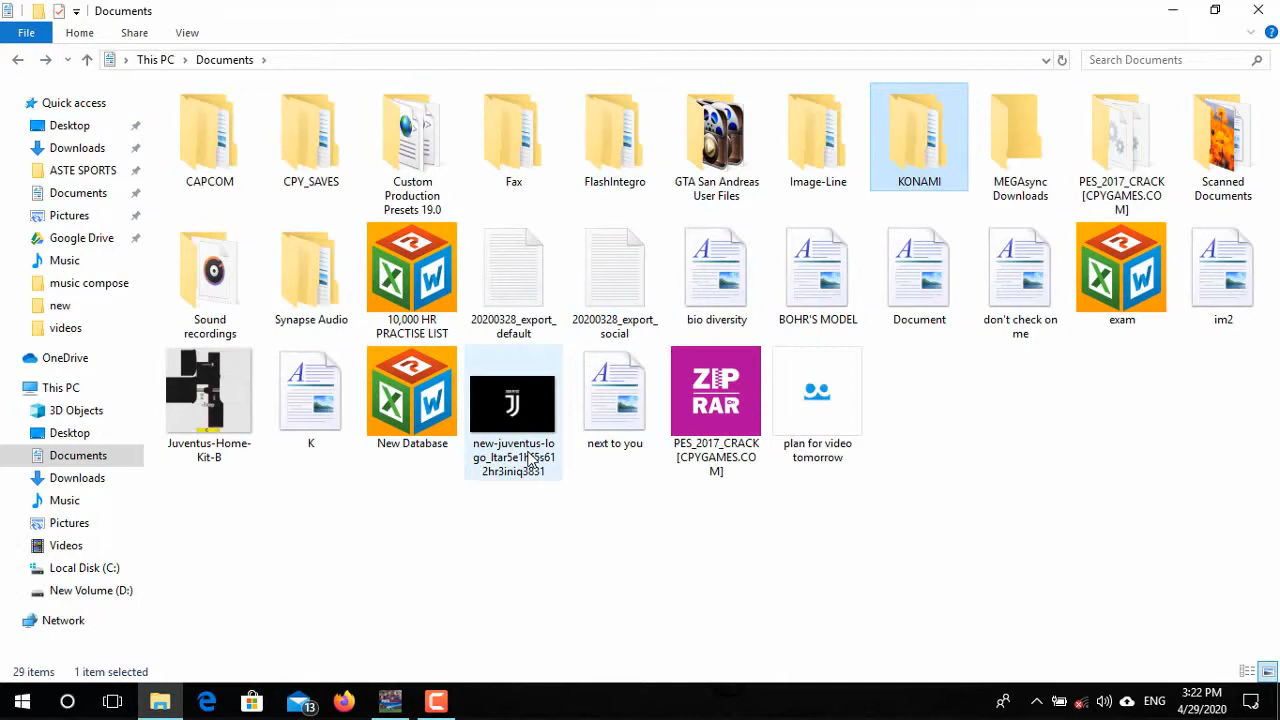 Documents
File Home Share View
This PC Documents
Search Documents
Quick access
Desktop
Downloads
ASTE SPORTS
Documents
Pictures
Google Drive
Music
music compose
new
videos
OneDrive
This PC
3D Objects
Desktop
Documents
Downloads
Music
Pictures
Videos
Local Disk (C:)
New Volume (D:)
Network
CAPCOM
CPY_SAVES
Custom
Production
Presets 19.0
Fax
FlashIntegro
GTA San Andreas
User Files
Image-Line
KONAMI
MEGAsync
Downloads
PES_2017_CRACK
[CPYGAMES.CO
M]
Scanned
Documents
Sound
recordings
Synapse Audio
10,000 HR
PRACTISE LIST
20200328_export_
default
20200328_export_
social
bio diversity
BOHR'S MODEL
Document
don't check on
me
exam
im2
Juventus-Home-
Kit-B
K
New Database
new-juventus-lo
2hr3iniq3831
next to you
ZIP
RAR
PES_2017_CRACK
[CPYGAMES.CO
M]
plan for video
tomorrow
29 items 1 item selected
13
ENG
3:22 PM
4/29/2020